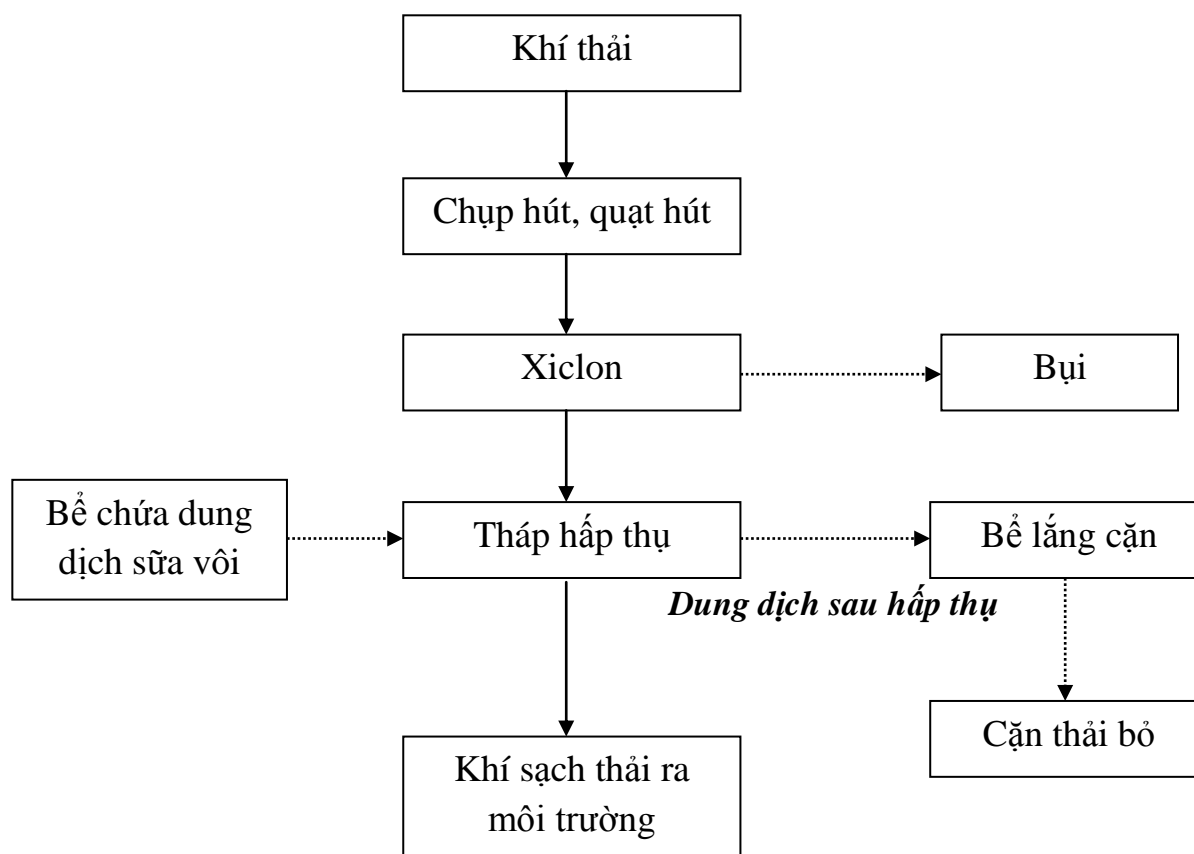 Khí thải
Chụp hút, quạt hút
Xiclon
Bụi
Bể chứa dung
dịch sữa vôi
Tháp hấp thụ
Bể lắng cặn
Dung dịch sau hấp thụ
Cặn thải bỏ
Khí sạch thải ra
môi trường